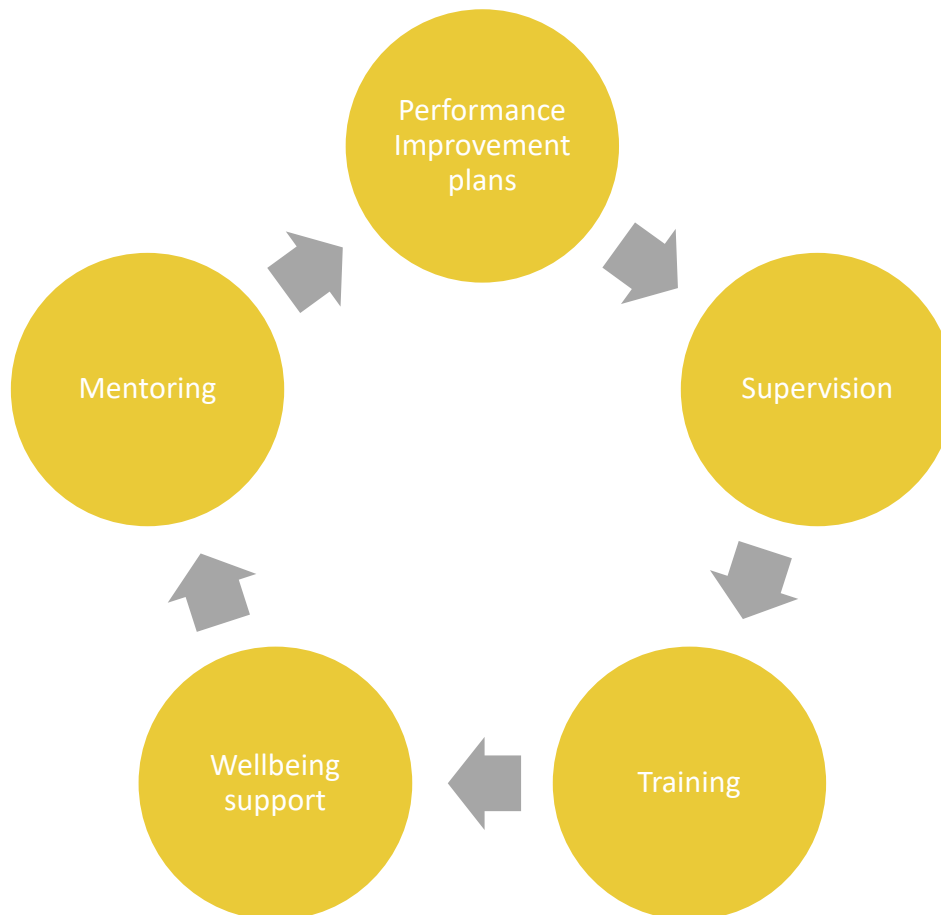 Performance
Improvement
plans
Supervision
Training
Wellbeing
support
Mentoring